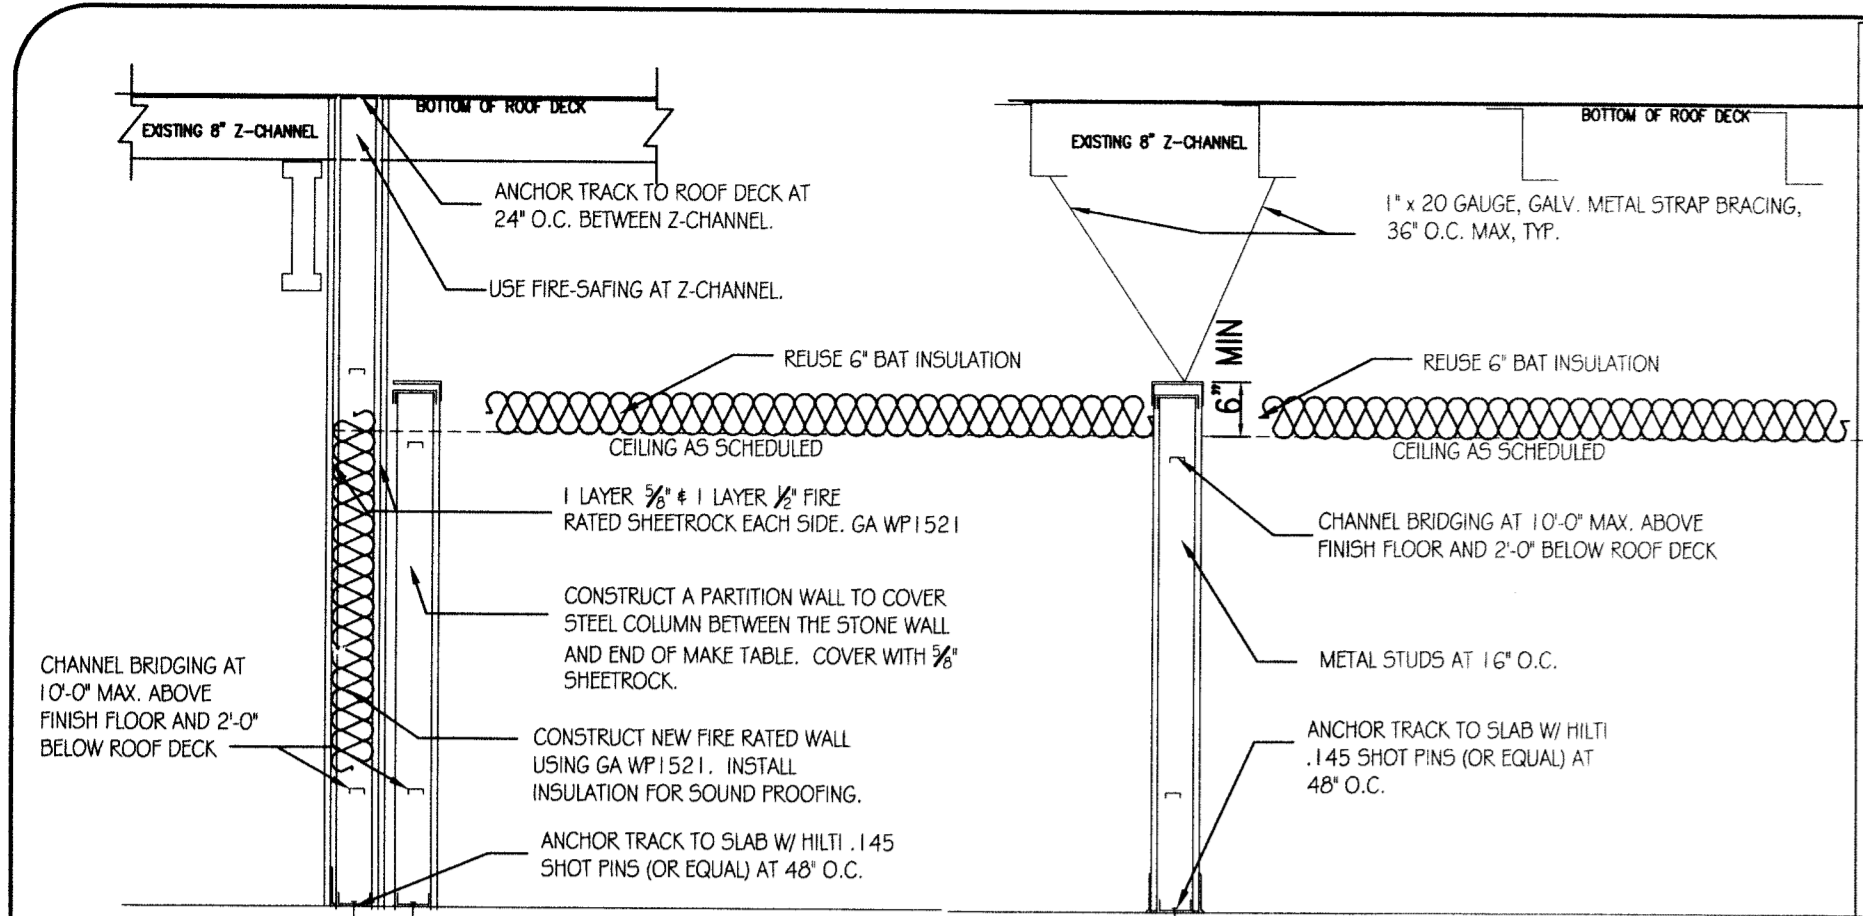 EXISTING 8" Z-CHANNEL
BOTTOM OF ROOF DECK
ANCHOR TRACK TO ROOF DECK AT
24" O.C. BETWEEN Z-CHANNEL.
USE FIRE-SAFING AT Z-CHANNEL.
REUSE 6" BAT INSULATION
CEILING AS SCHEDULED
1 LAYER 5/8" & 1 LAYER 1/2" FIRE
RATED SHEETROCK EACH SIDE. GA WP1521
CONSTRUCT A PARTITION WALL TO COVER
STEEL COLUMN BETWEEN THE STONE WALL
AND END OF MAKE TABLE. COVER WITH 5/8"
SHEETROCK.
CHANNEL BRIDGING AT
10'-0" MAX. ABOVE
FINISH FLOOR AND 2'-0"
BELOW ROOF DECK
CONSTRUCT NEW FIRE RATED WALL
USING GA WP1521. INSTALL
INSULATION FOR SOUND PROOFING.
ANCHOR TRACK TO SLAB W/ HILTI .145
SHOT PINS (OR EQUAL) AT 48" O.C.
EXISTING 8" Z-CHANNEL
BOTTOM OF ROOF DECK
1" x 20 GAUGE, GALV. METAL STRAP BRACING,
36" O.C. MAX, TYP.
6" MIN
REUSE 6" BAT INSULATION
CEILING AS SCHEDULED
CHANNEL BRIDGING AT 10'-0" MAX. ABOVE
FINISH FLOOR AND 2'-0" BELOW ROOF DECK
METAL STUDS AT 16" O.C.
ANCHOR TRACK TO SLAB W/ HILTI
.145 SHOT PINS (OR EQUAL) AT
48" O.C.